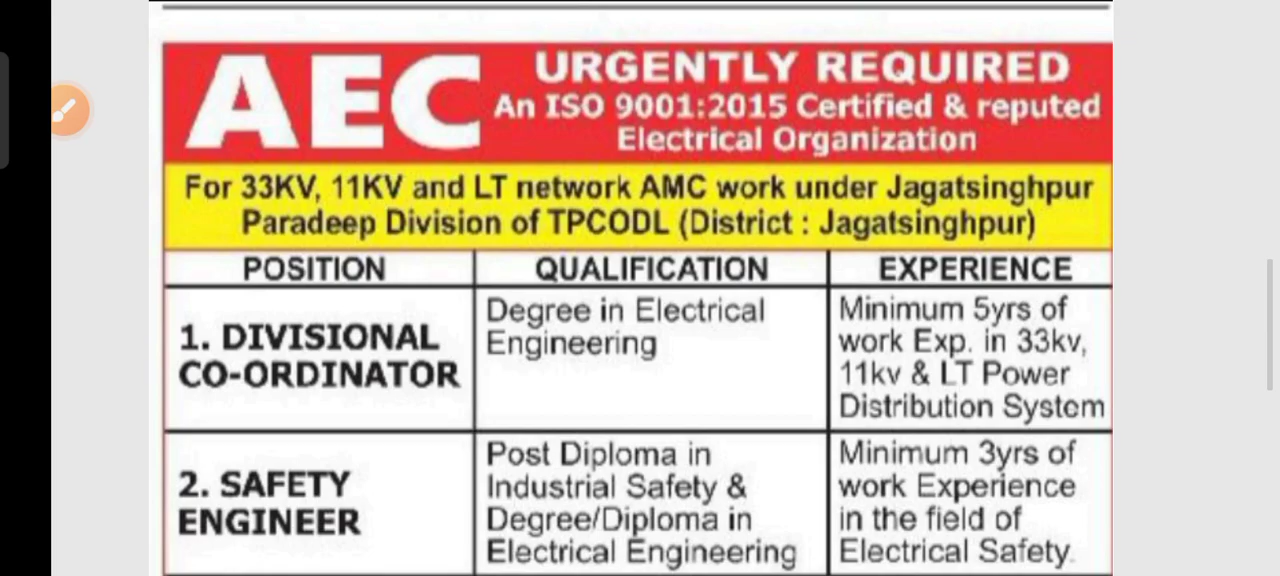 AEC
URGENTLY REQUIRED
An ISO 9001:2015 Certified & reputed
Electrical Organization
For 33KV, 11KV and LT network AMC work under Jagatsinghpur
Paradeep Division of TPCODL (District : Jagatsinghpur)
POSITION QUALIFICATION EXPERIENCE
1. DIVISIONAL
CO-ORDINATOR
Degree in Electrical
Engineering
Minimum 5yrs of
work Exp. in 33kv,
11kv & LT Power
Distribution System
2. SAFETY
ENGINEER
Post Diploma in
Industrial Safety &
Degree/Diploma in
Electrical Engineering
Minimum 3yrs of
work Experience
in the field of
Electrical Safety.